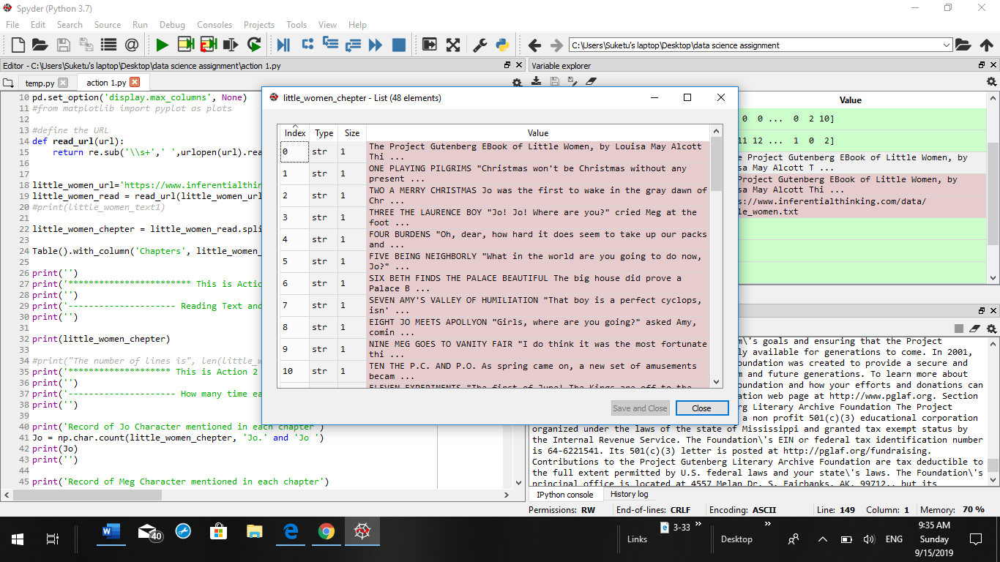 Spyder (Python 3.7)
File Edit Search Source Run Debug Consoles Projects Tools View Help
C:\Users\Suketu's laptop\Desktop\data science assignment
Editor - C:\Users\Suketu's laptop\Desktop\data science assignment\action 1.py
temp.py action 1.py
10 pd.set_option('display.max_columns', None)
11 #from matplotlib import pyplot as plots
12
13 #define the URL
14 def read_url(url):
15 return re.sub('\\s+',' ',urlopen(url).rea
16
17
18 little_women_url='https://www.inferentialthin
19 little_women_read = read_url(little_women_url
20 #print(little_women_text1)
21
22 little_women_chepter = little_women_read.spli
23
24 Table().with_column('Chapters', little_women_
25
26 print('')
27 print('************************ This is Actio
28 print('')
29 print('--------------------- Reading Text and
30 print('')
31
32 print(little_women_chepter)
33
34 #print("The number of lines is", len(little_w
35 print('******************** This is Action 2
36 print('')
37 print('--------------------- How many time ea
38 print('')
39
40 print('Record of Jo Character mentioned in each chapter')
41 Jo = np.char.count(little_women_chepter, 'Jo.' and 'Jo ')
42 print(Jo)
43 print('')
44
45 print('Record of Meg Character mentioned in each chapter')
little_women_chepter - List (48 elements)
Index Type Size Value
0 str 1 The Project Gutenberg EBook of Little Women, by Louisa May Alcott
Thi ...
1 str 1 ONE PLAYING PILGRIMS "Christmas won't be Christmas without any
present ...
2 str 1 TWO A MERRY CHRISTMAS Jo was the first to wake in the gray dawn of
Chr ...
3 str 1 THREE THE LAURENCE BOY "Jo! Jo! Where are you?" cried Meg at the
foot ...
4 str 1 FOUR BURDENS "Oh, dear, how hard it does seem to take up our packs
and ...
5 str 1 FIVE BEING NEIGHBORLY "What in the world are you going to do now,
Jo?" ...
6 str 1 SIX BETH FINDS THE PALACE BEAUTIFUL The big house did prove a
Palace B ...
7 str 1 SEVEN AMY'S VALLEY OF HUMILIATION "That boy is a perfect cyclops,
isn' ...
8 str 1 EIGHT JO MEETS APOLLYON "Girls, where are you going?" asked Amy,
comin ...
9 str 1 NINE MEG GOES TO VANITY FAIR "I do think it was the most fortunate
thi ...
10 str 1 TEN THE P.C. AND P.O. As spring came on, a new set of amusements
becam ...
ELEVEN EXPERIMENTS "The first of June! The Kings are off to the
Save and Close Close
Variable explorer
Value
0 0 ... 0 2 10]
11 12 ... 1 0 2]
e Project Gutenberg EBook of Little Women, by
sa May Alcott T ...
Project Gutenberg EBook of Little Women, by
sa May Alcott Thi ...
s://www.inferentialthinking.com/data/
le_women.txt
m\'s goals and ensuring that the Project
ly available for generations to come. In 2001,
oundation was created to provide a secure and
m and future generations. To learn more about
oundation and how your efforts and donations can
ation web page at http://www.pglaf.org. Section
rg Literary Archive Foundation The Project
a non profit 501(c)(3) educational corporation
organized under the laws of the state of Mississippi and granted tax exempt status by
the Internal Revenue Service. The Foundation\'s EIN or federal tax identification number
is 64-6221541. Its 501(c)(3) letter is posted at http://pglaf.org/fundraising.
Contributions to the Project Gutenberg Literary Archive Foundation are tax deductible to
the full extent permitted by U.S. federal laws and your state\'s laws. The Foundation\'s
principal office is located at 4557 Melan Dr. S. Fairbanks, AK, 99712., but its
IPython console History log
Permissions: RW End-of-lines: CRLF Encoding: ASCII Line: 149 Column: 1 Memory: 70 %
40
Links
3-33
Desktop
ENG
9:35 AM
Sunday
9/15/2019